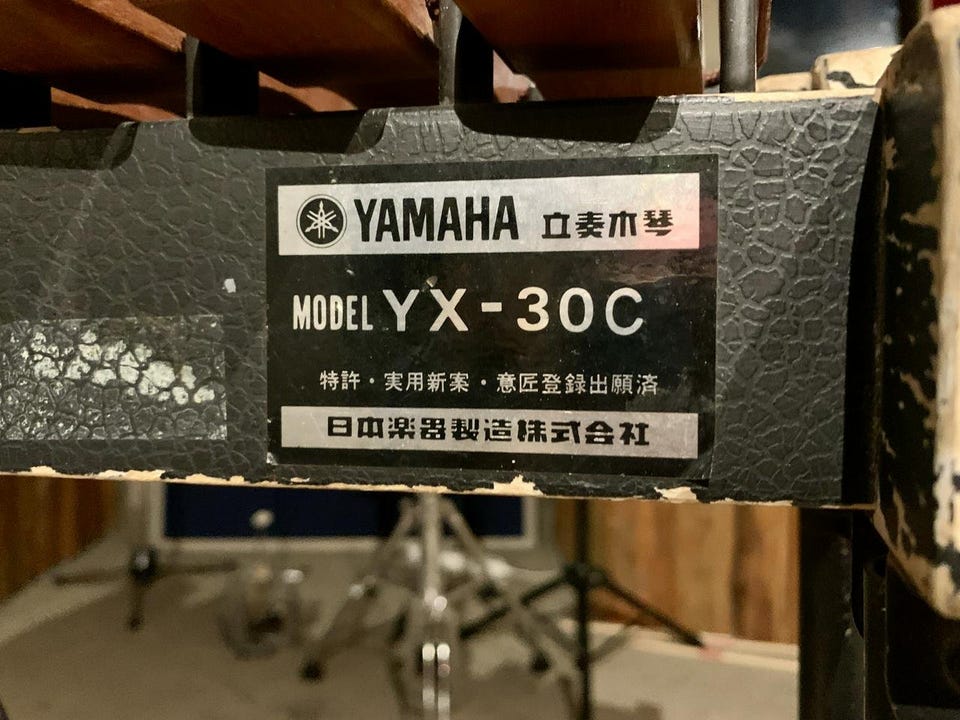 YAMAHA 立奏木琴
MODEL YX-30C
特許・実用新案・意匠登録出願済
日本楽器製造株式会社